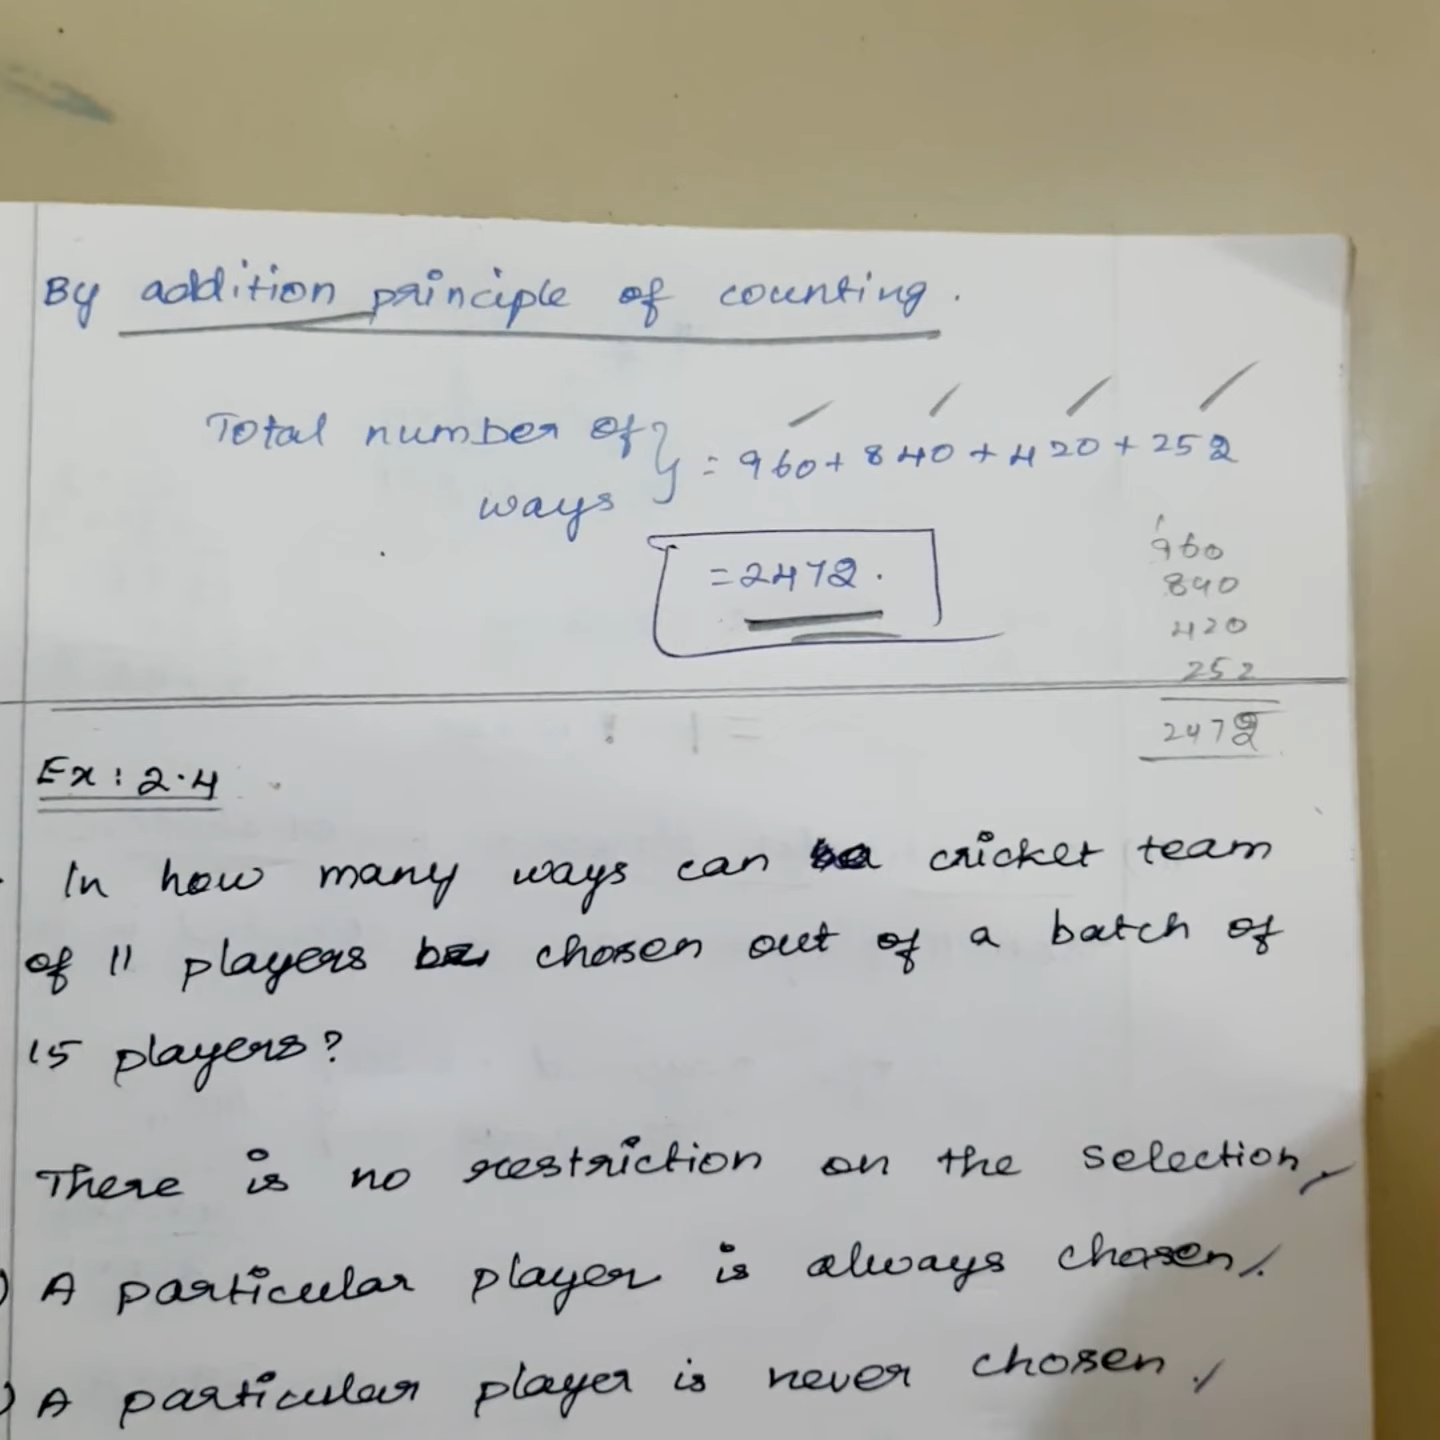 By addition principle of counting.
Total number of } = 960+ 840 + 420 + 252
ways
= 2472.
960
840
420
252
2472
Ex: 2.4
In how many ways can a cricket team
of 11 players be chosen out of a batch of
15 players?
There is no restriction on the selection.
) A particular player is always chosen.
) A particular player is never chosen.